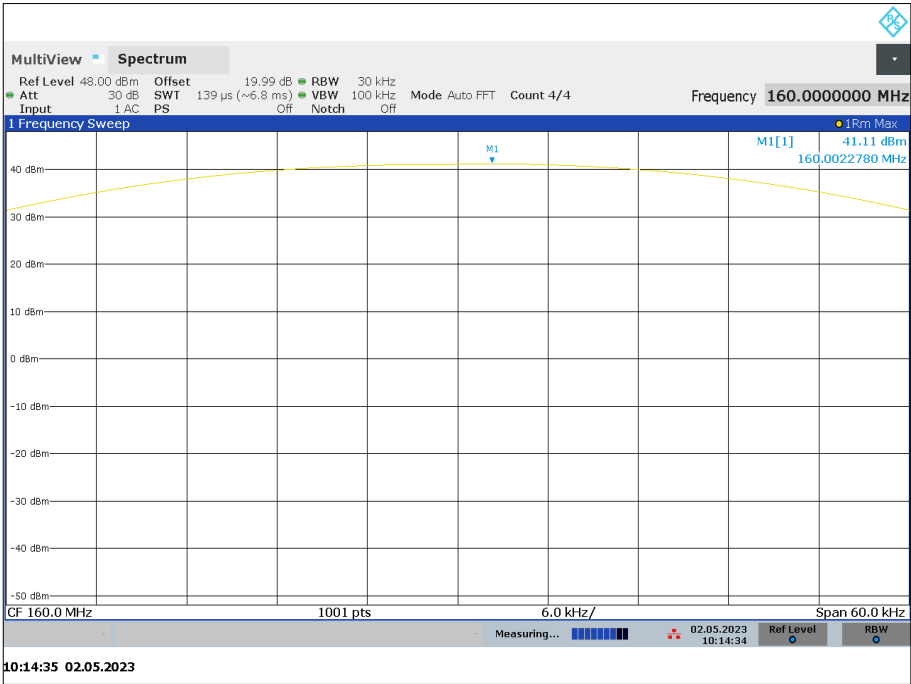 R S
MultiView Spectrum
Ref Level 48.00 dBm Offset 19.99 dB RBW 30 kHz
Att 30 dB SWT 139 µs (~6.8 ms) VBW 100 kHz Mode Auto FFT Count 4/4
Input 1 AC PS Off Notch Off
Frequency 160.0000000 MHz
1 Frequency Sweep 1Rm Max
M1[1] 41.11 dBm
160.0022780 MHz
M1
40 dBm
30 dBm
20 dBm
10 dBm
0 dBm
-10 dBm
-20 dBm
-30 dBm
-40 dBm
-50 dBm
CF 160.0 MHz 1001 pts 6.0 kHz/ Span 60.0 kHz
Measuring... 02.05.2023 Ref Level RBW
10:14:34
10:14:35 02.05.2023